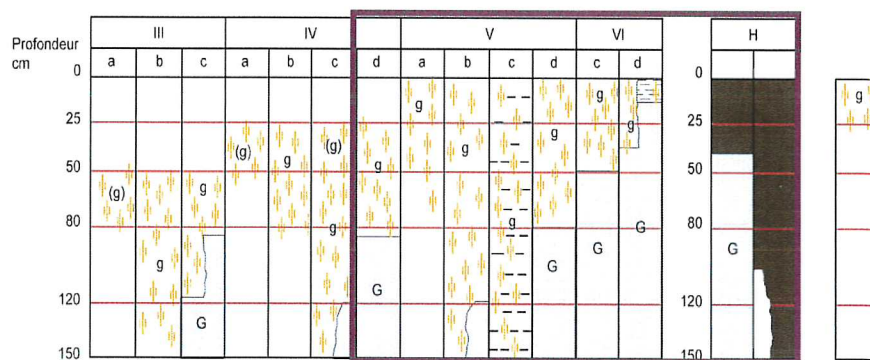 III IV V VI H
Profondeur
cm
a b c a b c d a b c d c d
0 0
g g g
25 g g 25
(g) g (g) g g
50 g 50
(g) g
80 g g 80
G G G
g G G
120 G 120
150 150